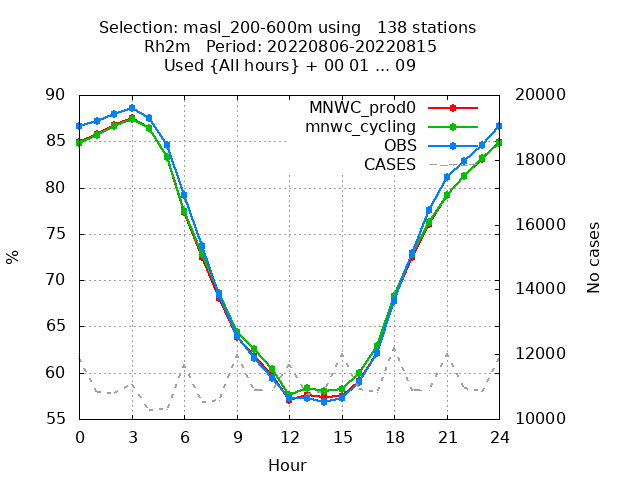 Selection: masl_200-600m using   138 stations
Rh2m   Period: 20220806-20220815
Used {All hours} + 00 01 ... 09
90
85
80
75
70
65
60
55
%
20000
18000
16000
14000
12000
10000
No cases
MNWC_prod0
mnwc_cycling
OBS
CASES
0 3 6 9 12 15 18 21 24
Hour